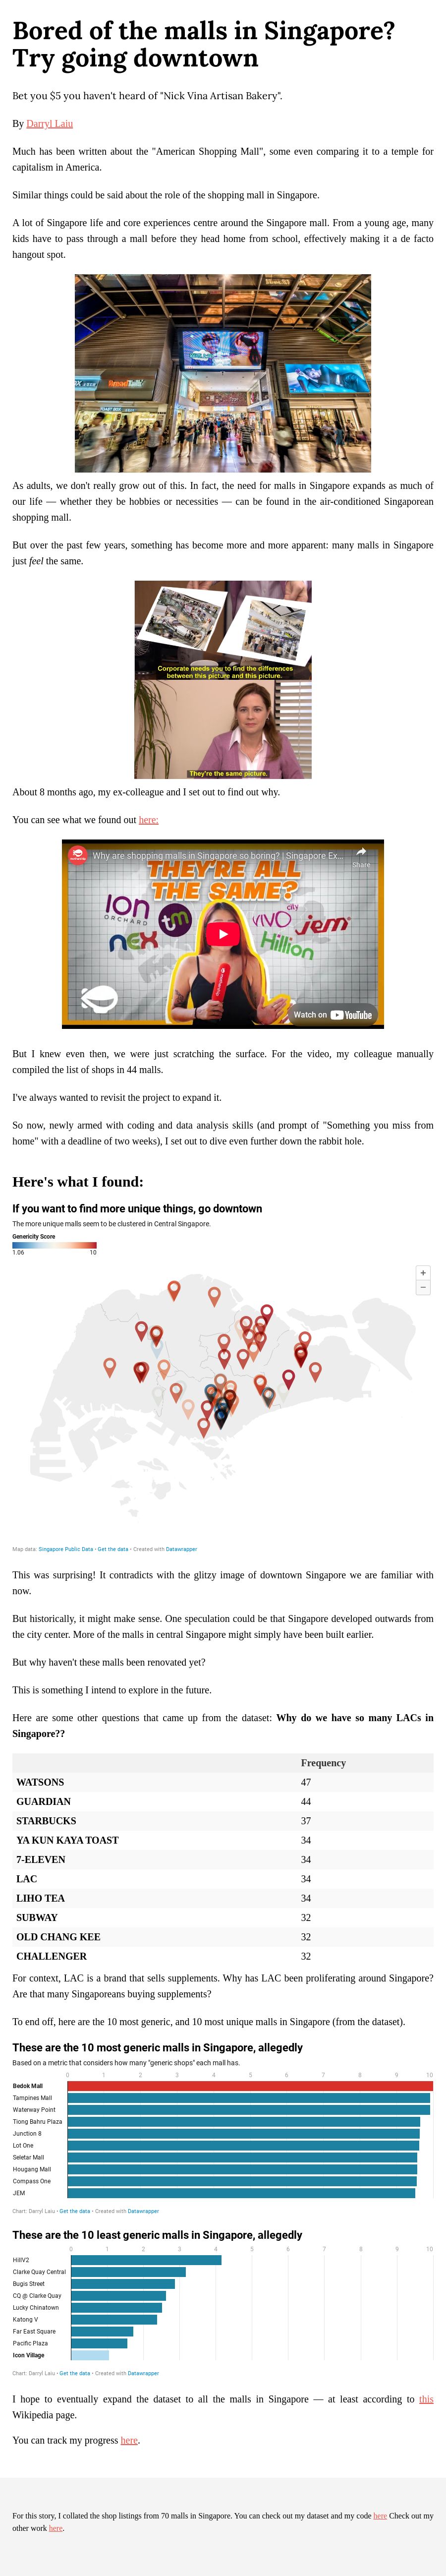 Bored of the malls in Singapore?
Try going downtown
Bet you $5 you haven't heard of "Nick Vina Artisan Bakery".
By Darryl Laiu
Much has been written about the "American Shopping Mall", some even comparing it to a temple for
capitalism in America.
Similar things could be said about the role of the shopping mall in Singapore.
A lot of Singapore life and core experiences centre around the Singapore mall. From a young age, many
kids have to pass through a mall before they head home from school, effectively making it a de facto
hangout spot.
BreadTalk
As adults, we don't really grow out of this. In fact, the need for malls in Singapore expands as much of
our life — whether they be hobbies or necessities — can be found in the air-conditioned Singaporean
shopping mall.
But over the past few years, something has become more and more apparent: many malls in Singapore
just feel the same.
Corporate needs you to find the differences
between this picture and this picture.
They're the same picture.
About 8 months ago, my ex-colleague and I set out to find out why.
You can see what we found out here:
Why are shopping malls in Singapore so boring? | Singapore Ex...
Share
THEY'RE ALL
THE SAME?
ION
ORCHARD
tm
nex
VIVO city
jem
Hillion
Watch on YouTube
But I knew even then, we were just scratching the surface. For the video, my colleague manually
compiled the list of shops in 44 malls.
I've always wanted to revisit the project to expand it.
So now, newly armed with coding and data analysis skills (and prompt of "Something you miss from
home" with a deadline of two weeks), I set out to dive even further down the rabbit hole.
Here's what I found:
If you want to find more unique things, go downtown
The more unique malls seem to be clustered in Central Singapore.
Genericity Score
1.06 10
+
−
Map data: Singapore Public Data • Get the data • Created with Datawrapper
This was surprising! It contradicts with the glitzy image of downtown Singapore we are familiar with
now.
But historically, it might make sense. One speculation could be that Singapore developed outwards from
the city center. More of the malls in central Singapore might simply have been built earlier.
But why haven't these malls been renovated yet?
This is something I intend to explore in the future.
Here are some other questions that came up from the dataset: Why do we have so many LACs in
Singapore??
Frequency
WATSONS 47
GUARDIAN 44
STARBUCKS 37
YA KUN KAYA TOAST 34
7-ELEVEN 34
LAC 34
LIHO TEA 34
SUBWAY 32
OLD CHANG KEE 32
CHALLENGER 32
For context, LAC is a brand that sells supplements. Why has LAC been proliferating around Singapore?
Are that many Singaporeans buying supplements?
To end off, here are the 10 most generic, and 10 most unique malls in Singapore (from the dataset).
These are the 10 most generic malls in Singapore, allegedly
Based on a metric that considers how many "generic shops" each mall has.
0 1 2 3 4 5 6 7 8 9 10
Bedok Mall
Tampines Mall
Waterway Point
Tiong Bahru Plaza
Junction 8
Lot One
Seletar Mall
Hougang Mall
Compass One
JEM
Chart: Darryl Laiu • Get the data • Created with Datawrapper
These are the 10 least generic malls in Singapore, allegedly
0 1 2 3 4 5 6 7 8 9 10
HillV2
Clarke Quay Central
Bugis Street
CQ @ Clarke Quay
Lucky Chinatown
Katong V
Far East Square
Pacific Plaza
Icon Village
Chart: Darryl Laiu • Get the data • Created with Datawrapper
I hope to eventually expand the dataset to all the malls in Singapore — at least according to this
Wikipedia page.
You can track my progress here.
For this story, I collated the shop listings from 70 malls in Singapore. You can check out my dataset and my code here Check out my
other work here.